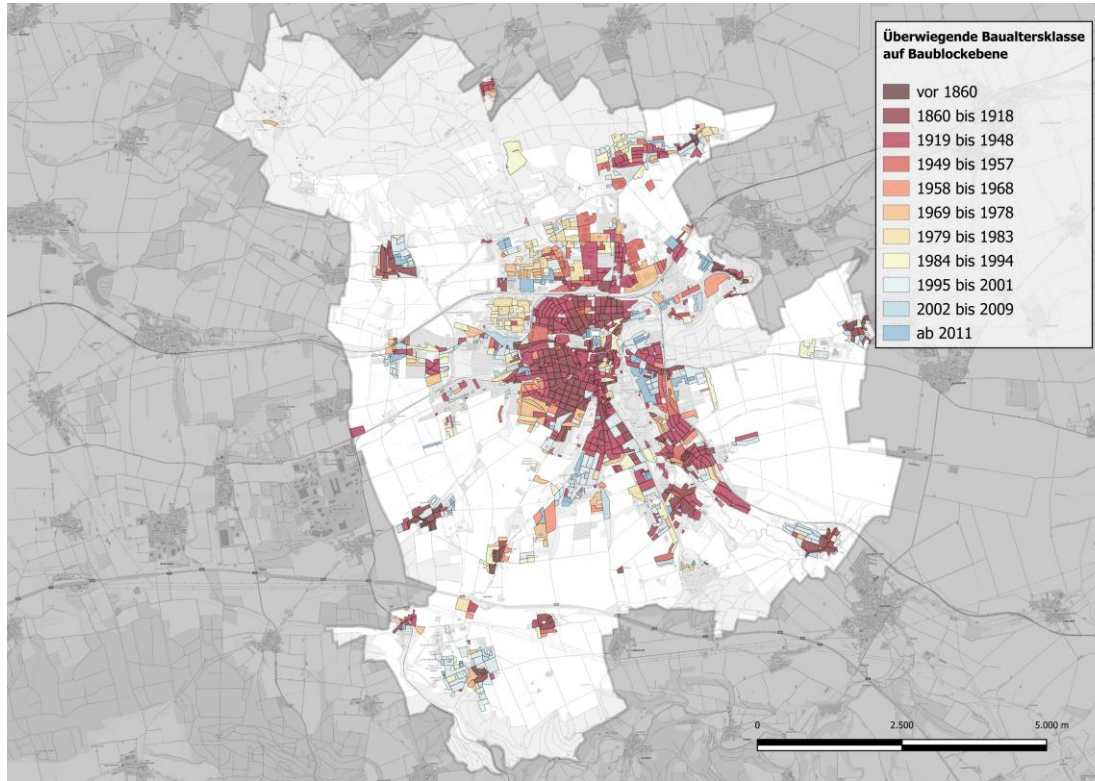 Überwiegende Baualtersklasse
auf Baublockebene
vor 1860
1860 bis 1918
1919 bis 1948
1949 bis 1957
1958 bis 1968
1969 bis 1978
1979 bis 1983
1984 bis 1994
1995 bis 2001
2002 bis 2009
ab 2011
0
2.500
5.000 m